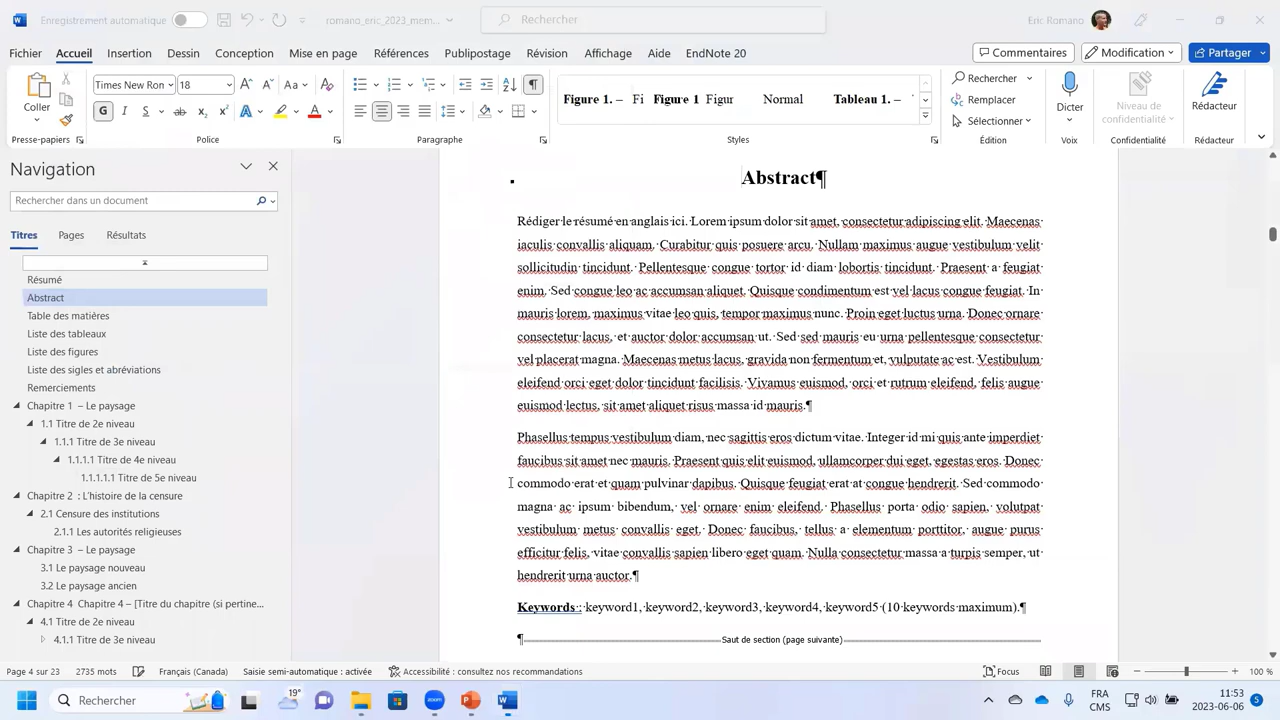 Enregistrement automatique
romano_eric_2023_mem...
Rechercher
Eric Romano
Fichier Accueil Insertion Dessin Conception Mise en page Références Publipostage Révision Affichage Aide EndNote 20
Commentaires Modification Partager
Times New Ron 18
Coller
Figure 1. – Fi Figure 1 Figur Normal Tableau 1. –
Rechercher
Remplacer
Sélectionner
Dicter
Niveau de
confidentialité
Rédacteur
Presse-papiers Police Paragraphe Styles Édition Voix Confidentialité Rédacteur
Navigation
Rechercher dans un document
Titres Pages Résultats
Résumé
Abstract
Table des matières
Liste des tableaux
Liste des figures
Liste des sigles et abréviations
Remerciements
Chapitre 1 – Le paysage
1.1 Titre de 2e niveau
1.1.1 Titre de 3e niveau
1.1.1.1 Titre de 4e niveau
1.1.1.1.1 Titre de 5e niveau
Chapitre 2 : L'histoire de la censure
2.1 Censure des institutions
2.1.1 Les autorités religieuses
Chapitre 3 – Le paysage
3.1 Le paysage nouveau
3.2 Le paysage ancien
Chapitre 4 Chapitre 4 – [Titre du chapitre (si pertine...
4.1 Titre de 2e niveau
4.1.1 Titre de 3e niveau
Abstract¶
Rédiger le résumé en anglais ici. Lorem ipsum dolor sit amet, consectetur adipiscing elit. Maecenas
iaculis convallis aliquam. Curabitur quis posuere arcu. Nullam maximus augue vestibulum velit
sollicitudin tincidunt. Pellentesque congue tortor id diam lobortis tincidunt. Praesent a feugiat
enim. Sed congue leo ac accumsan aliquet. Quisque condimentum est vel lacus congue feugiat. In
mauris lorem, maximus vitae leo quis, tempor maximus nunc. Proin eget luctus urna. Donec ornare
consectetur lacus, et auctor dolor accumsan ut. Sed sed mauris eu urna pellentesque consectetur
vel placerat magna. Maecenas metus lacus, gravida non fermentum et, vulputate ac est. Vestibulum
eleifend orci eget dolor tincidunt facilisis. Vivamus euismod, orci et rutrum eleifend, felis augue
euismod lectus, sit amet aliquet risus massa id mauris.¶
Phasellus tempus vestibulum diam, nec sagittis eros dictum vitae. Integer id mi quis ante imperdiet
faucibus sit amet nec mauris. Praesent quis elit euismod, ullamcorper dui eget, egestas eros. Donec
commodo erat et quam pulvinar dapibus. Quisque feugiat erat at congue hendrerit. Sed commodo
magna ac ipsum bibendum, vel ornare enim eleifend. Phasellus porta odio sapien, volutpat
vestibulum metus convallis eget. Donec faucibus, tellus a elementum porttitor, augue purus
efficitur felis, vitae convallis sapien libero eget quam. Nulla consectetur massa a turpis semper, ut
hendrerit urna auctor.¶
Keywords : keyword1, keyword2, keyword3, keyword4, keyword5 (10 keywords maximum).¶
¶ Saut de section (page suivante)
Page 4 sur 23 2735 mots Français (Canada) Saisie semi-automatique : activée Accessibilité : consultez nos recommandations Focus 100 %
Rechercher
19°
zoom
FRA
CMS
11:53
2023-06-06